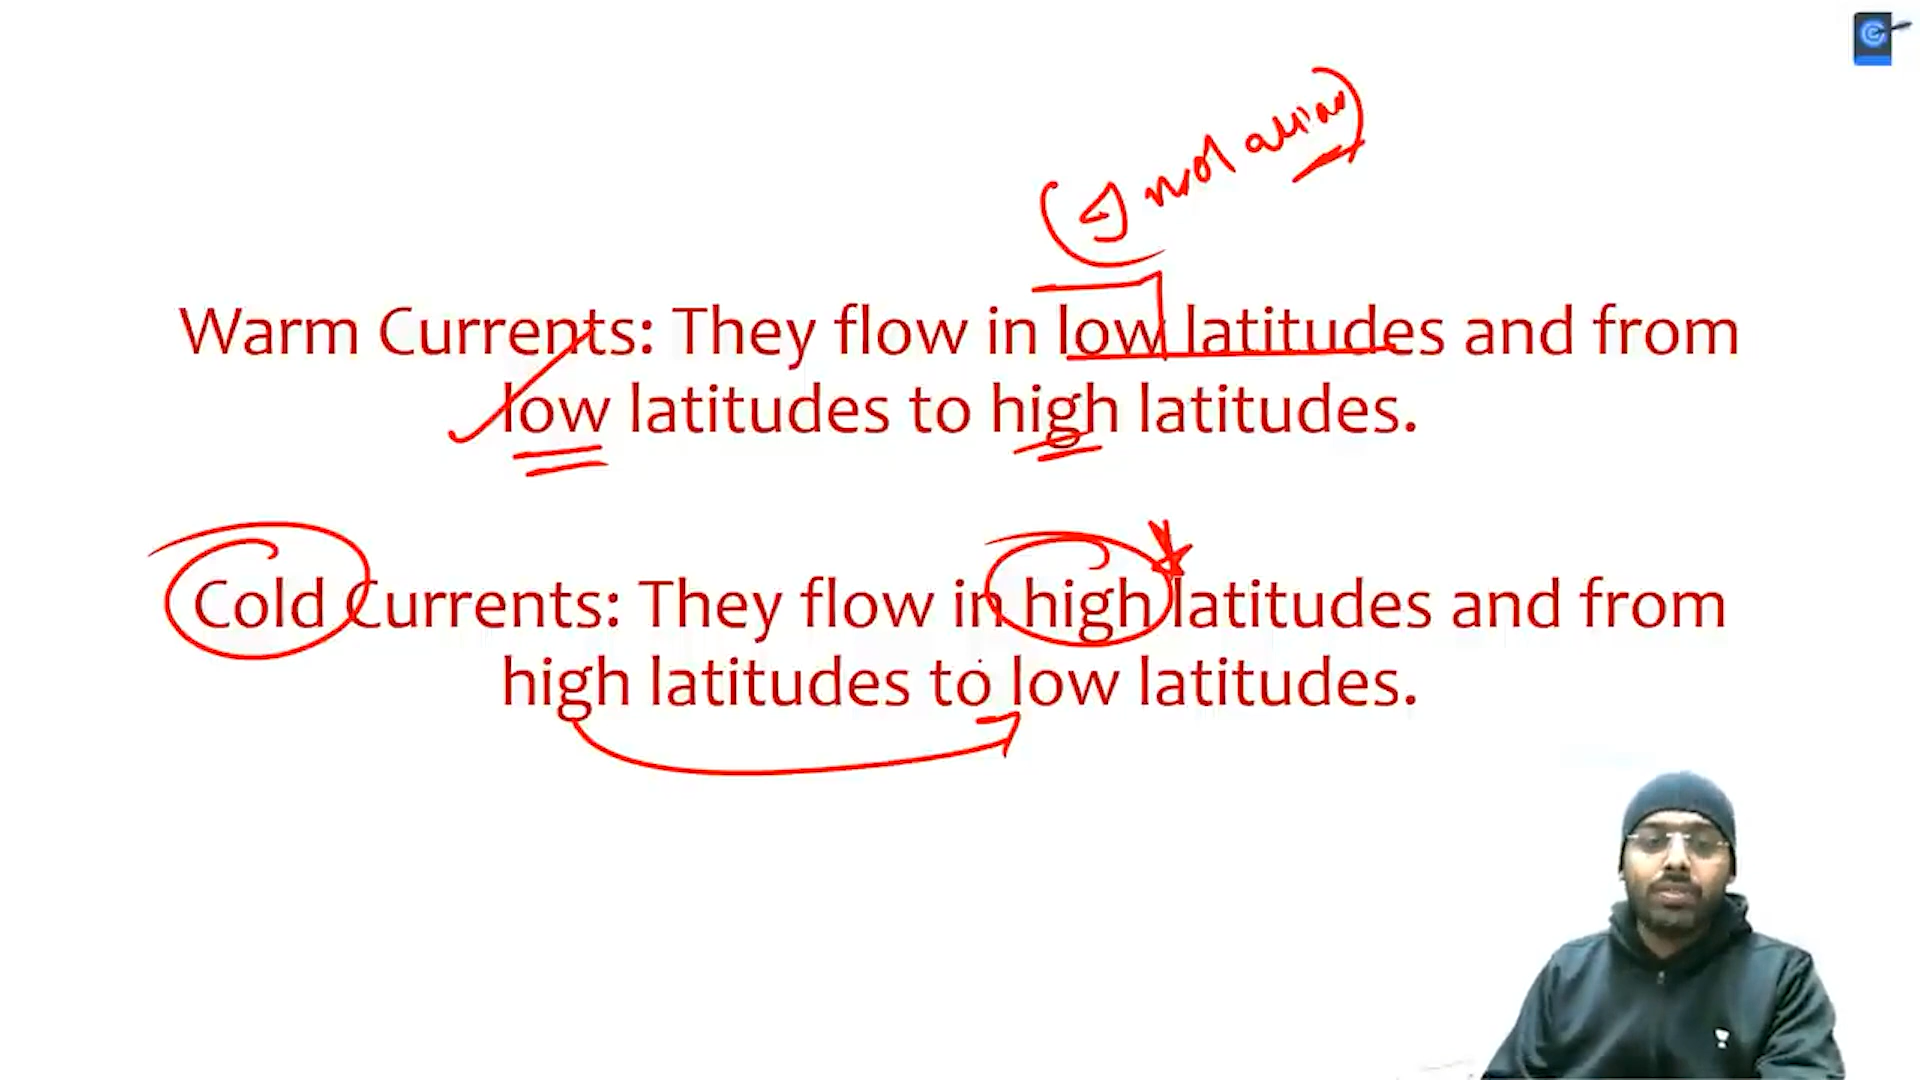 Warm Currents: They flow in low latitudes and from
low latitudes to high latitudes.
Cold Currents: They flow in high latitudes and from
high latitudes to low latitudes.